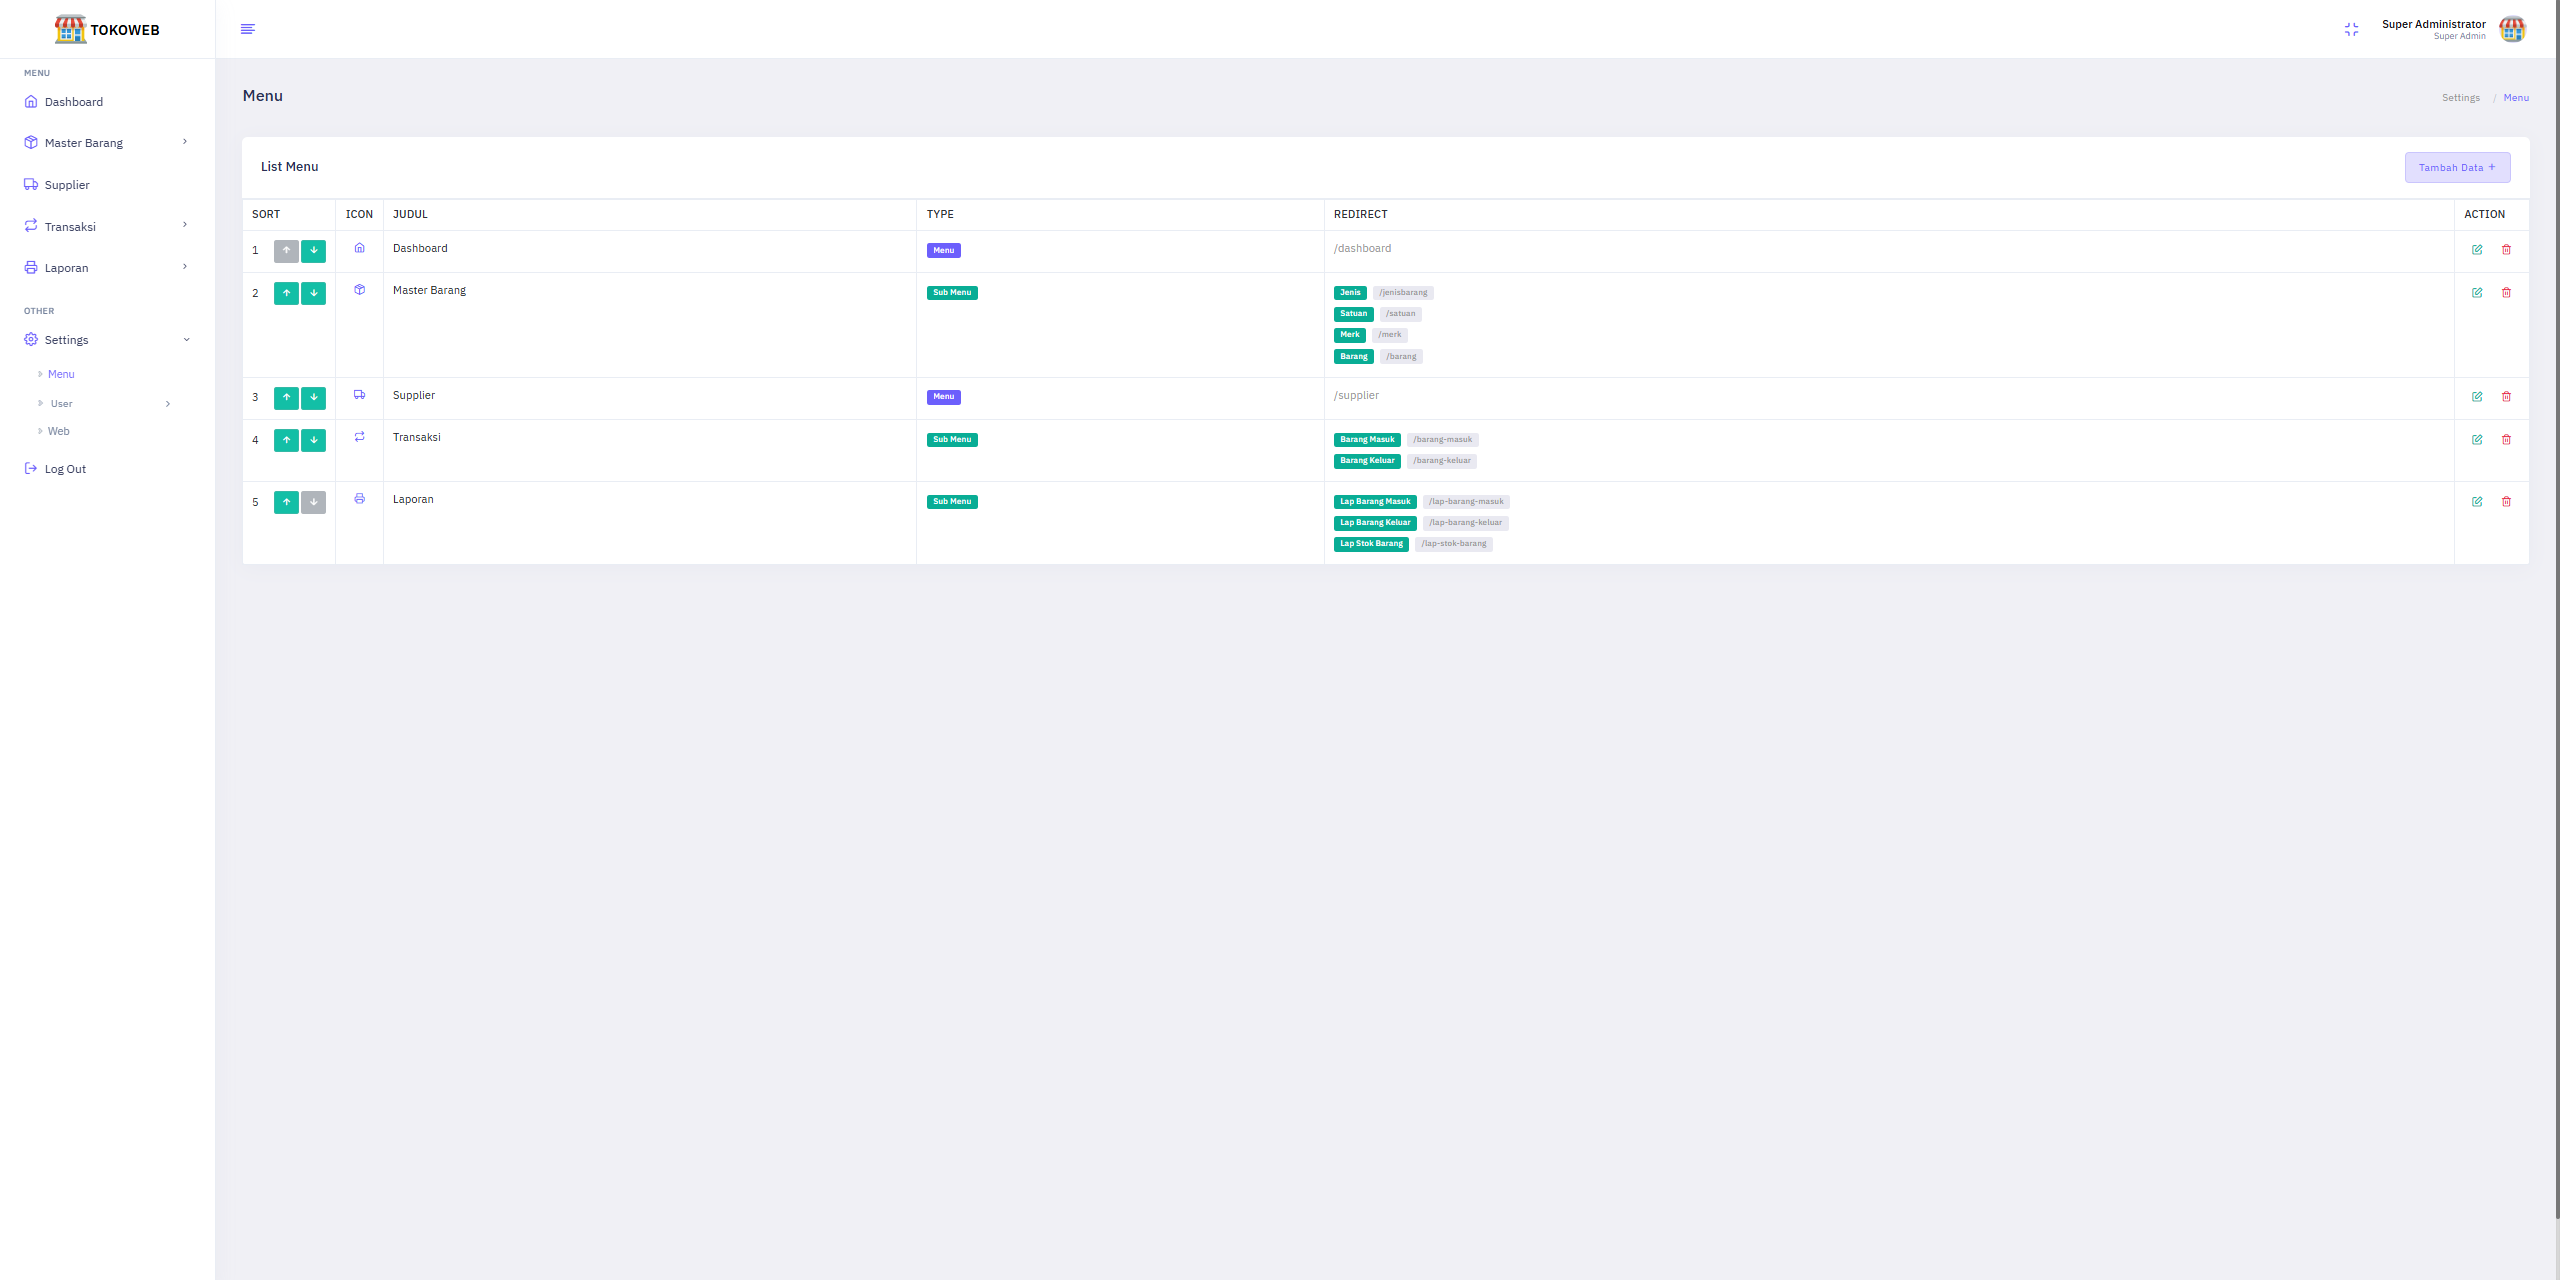 TOKOWEB
Super Administrator
Super Admin
MENU
Dashboard
Master Barang
Supplier
Transaksi
Laporan
OTHER
Settings
Menu
User
Web
Log Out
Menu
Settings / Menu
List Menu
Tambah Data +
SORT ICON JUDUL TYPE REDIRECT ACTION
1 Dashboard Menu /dashboard
2 Master Barang Sub Menu Jenis /jenisbarang
Satuan /satuan
Merk /merk
Barang /barang
3 Supplier Menu /supplier
4 Transaksi Sub Menu Barang Masuk /barang-masuk
Barang Keluar /barang-keluar
5 Laporan Sub Menu Lap Barang Masuk /lap-barang-masuk
Lap Barang Keluar /lap-barang-keluar
Lap Stok Barang /lap-stok-barang